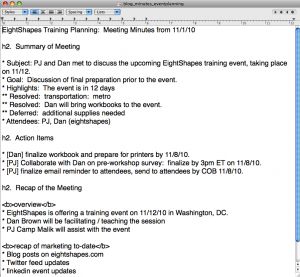 blog_minutes_eventplanning
Styles
Spacing
Lists
EightShapes Training Planning: Meeting Minutes from 11/1/10
h2. Summary of Meeting
* Subject: PJ and Dan met to discuss the upcoming EightShapes training event, taking place
on 11/12.
* Goal: Discussion of final preparation prior to the event.
* Highlights: The event is in 12 days
** Resolved: transportation: metro
** Resolved: Dan will bring workbooks to the event.
** Deferred: additional supplies needed
* Attendees: PJ, Dan (eightshapes)
h2. Action Items
* [Dan] finalize workbook and prepare for printers by 11/8/10.
* [PJ] Collaborate with Dan on pre-workshop survey: finalize by 3pm ET on 11/8/10.
* [PJ] finalize email reminder to attendees, send to attendees by COB 11/8/10.
h2. Recap of the Meeting
<b>overview</b>
* EightShapes is offering a training event on 11/12/10 in Washington, DC.
* Dan Brown will be facilitating / teaching the session
* PJ Camp Malik will assist with the event
<b>recap of marketing to-date</b>
* Blog posts on eightshapes.com
* Twitter feed updates
* linkedin event updates